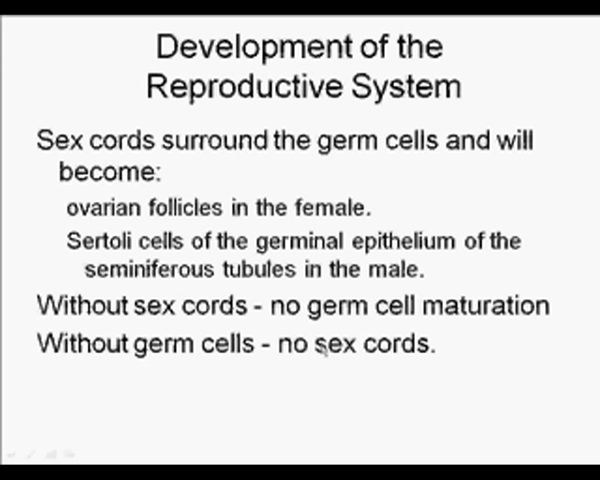 Development of the
Reproductive System
Sex cords surround the germ cells and will
become:
ovarian follicles in the female.
Sertoli cells of the germinal epithelium of the
seminiferous tubules in the male.
Without sex cords - no germ cell maturation
Without germ cells - no sex cords.